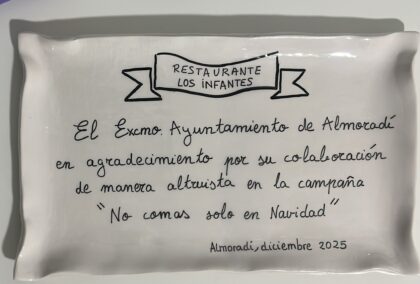 RESTAURANTE
LOS INFANTES
El Excmo. Ayuntamiento de Almoradí
en agradecimiento por su colaboración
de manera altruista en la campaña
"No comas solo en Navidad"
Almoradí, diciembre 2025